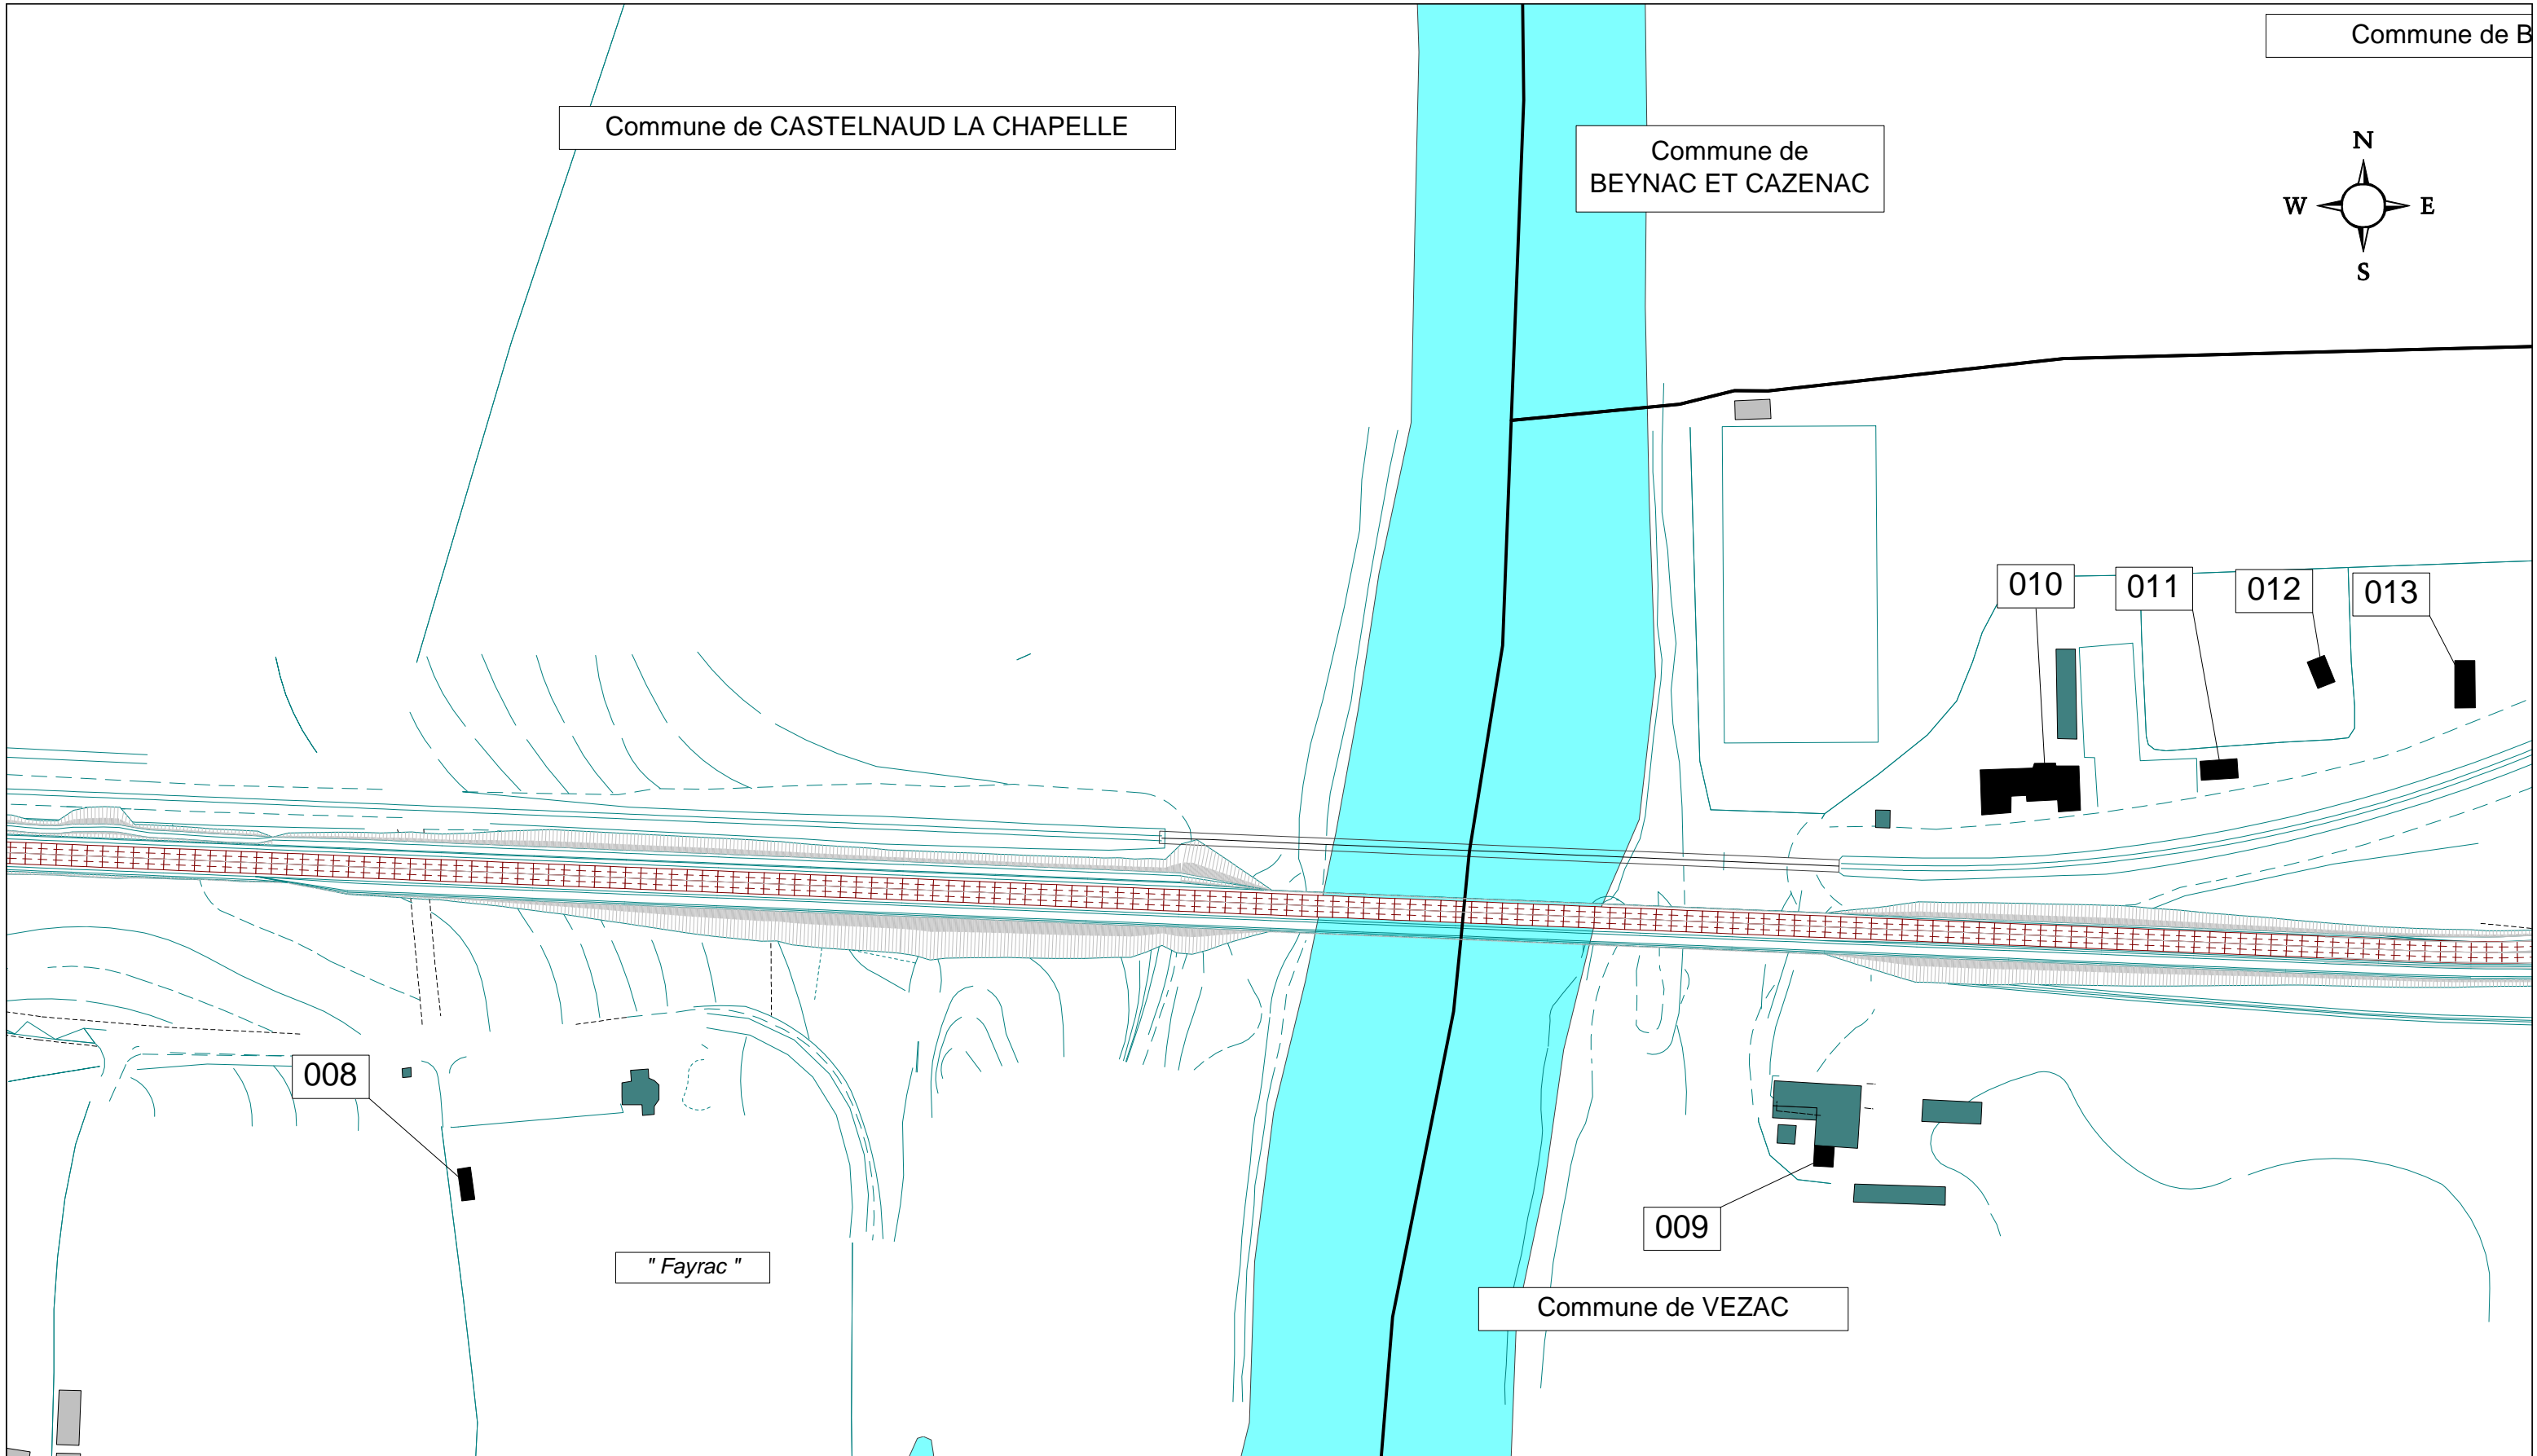 Commune de B
Commune de CASTELNAUD LA CHAPELLE
Commune de
BEYNAC ET CAZENAC
N
W
E
S
010
011
012
013
008
009
" Fayrac "
Commune de VEZAC